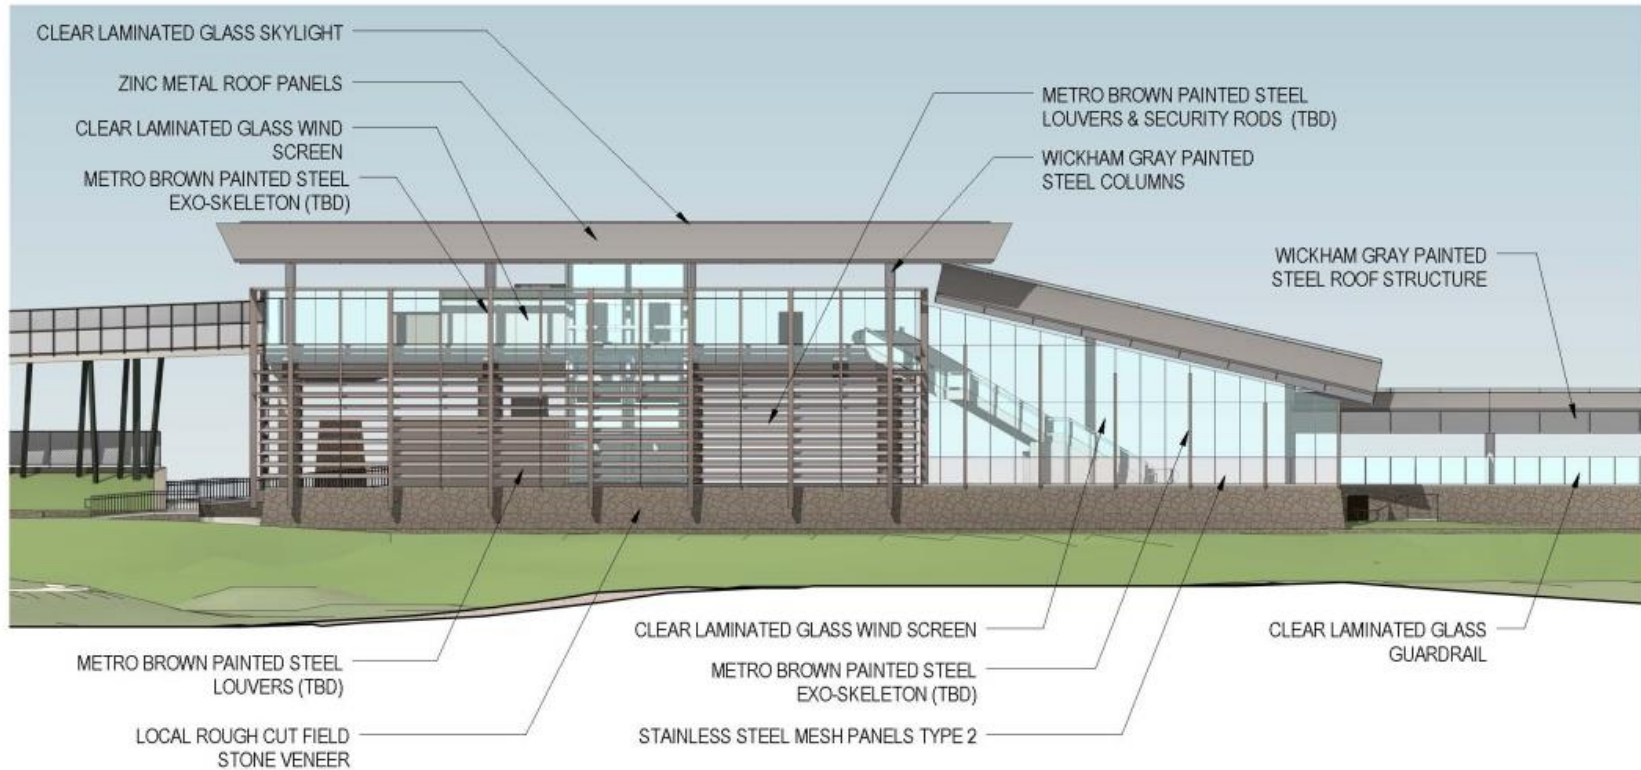 CLEAR LAMINATED GLASS SKYLIGHT
ZINC METAL ROOF PANELS
CLEAR LAMINATED GLASS WIND
SCREEN
METRO BROWN PAINTED STEEL
EXO-SKELETON (TBD)
METRO BROWN PAINTED STEEL
LOUVERS & SECURITY RODS (TBD)
WICKHAM GRAY PAINTED
STEEL COLUMNS
WICKHAM GRAY PAINTED
STEEL ROOF STRUCTURE
METRO BROWN PAINTED STEEL
LOUVERS (TBD)
LOCAL ROUGH CUT FIELD
STONE VENEER
CLEAR LAMINATED GLASS WIND SCREEN
METRO BROWN PAINTED STEEL
EXO-SKELETON (TBD)
STAINLESS STEEL MESH PANELS TYPE 2
CLEAR LAMINATED GLASS
GUARDRAIL